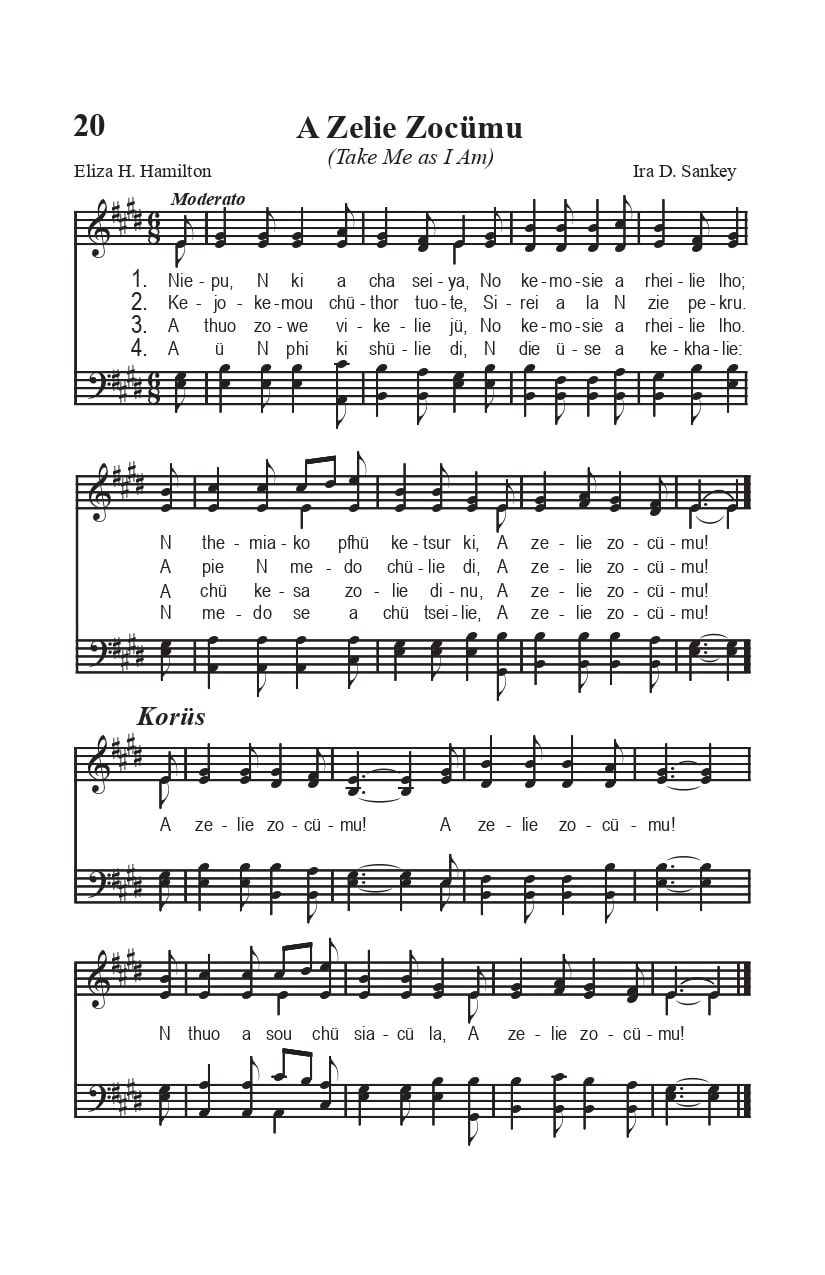 20
A Zelie Zocümu
(Take Me as I Am)
Eliza H. Hamilton Ira D. Sankey
Moderato
1. Nie - pu, N ki a cha sei - ya, No ke - mo - sie a rhei - lie lho;
2. Ke - jo - ke - mou chü - thor tuo - te, Si - rei a la N zie pe - kru.
3. A thuo zo - we vi - ke - lie jü, No ke - mo - sie a rhei - lie lho.
4. A ü N phi ki shü - lie di, N die ü - se a ke - kha - lie:
N the - mia - ko pfhü ke - tsur ki, A ze - lie zo - cü - mu!
A pie N me - do chü - lie di, A ze - lie zo - cü - mu!
A chü ke - sa zo - lie di - nu, A ze - lie zo - cü - mu!
N me - do se a chü tsei - lie, A ze - lie zo - cü - mu!
Korüs
A ze - lie zo - cü - mu! A ze - lie zo - cü - mu!
N thuo a sou chü sia - cü la, A ze - lie zo - cü - mu!